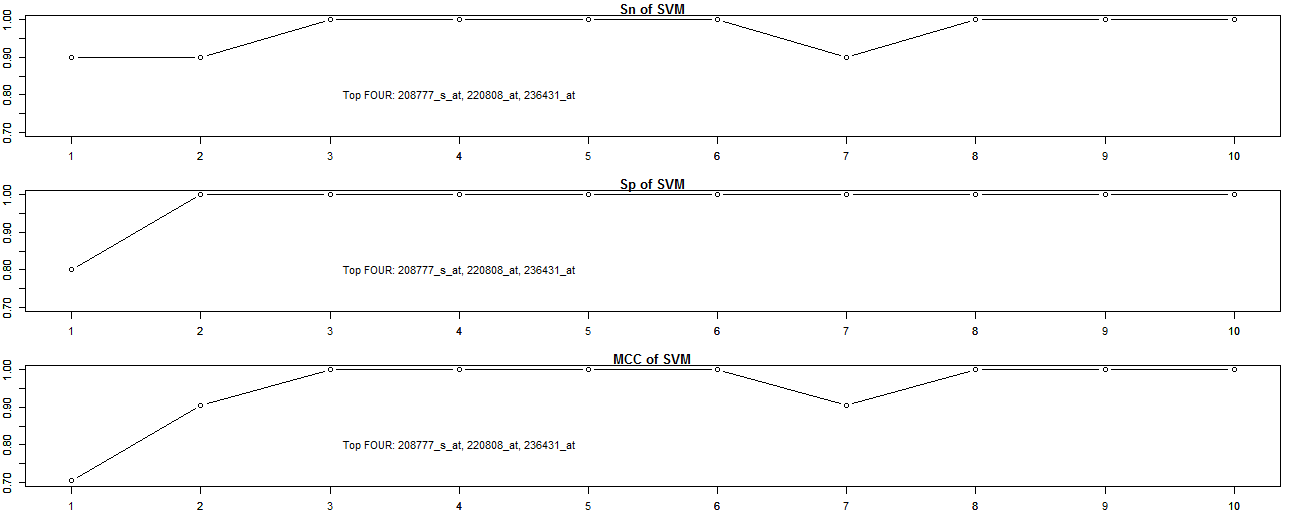 Sn of SVM
1.00
0.90
0.80
0.70
Top FOUR: 208777_s_at, 220808_at, 236431_at
1 2 3 4 5 6 7 8 9 10
Sp of SVM
1.00
0.90
0.80
0.70
Top FOUR: 208777_s_at, 220808_at, 236431_at
1 2 3 4 5 6 7 8 9 10
MCC of SVM
1.00
0.90
0.80
0.70
Top FOUR: 208777_s_at, 220808_at, 236431_at
1 2 3 4 5 6 7 8 9 10